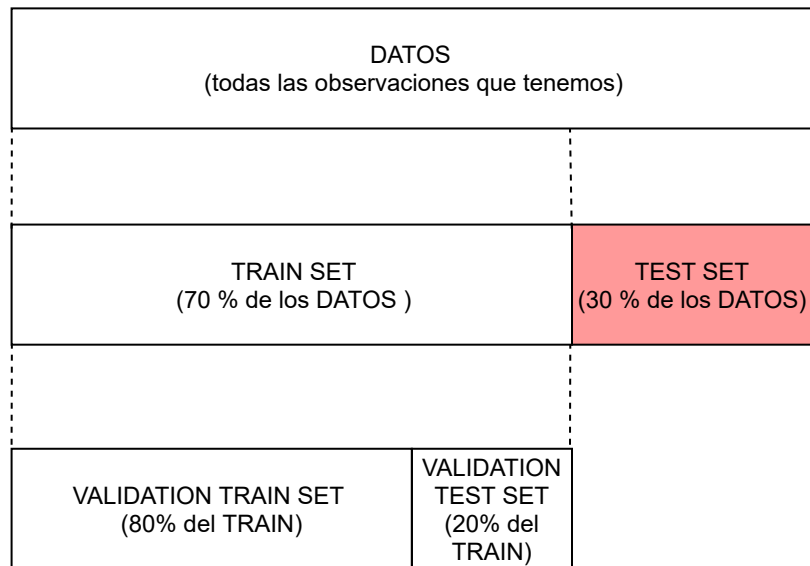 DATOS
(todas las observaciones que tenemos)
TRAIN SET
(70 % de los DATOS )
TEST SET
(30 % de los DATOS)
VALIDATION TRAIN SET
(80% del TRAIN)
VALIDATION
TEST SET
(20% del
TRAIN)